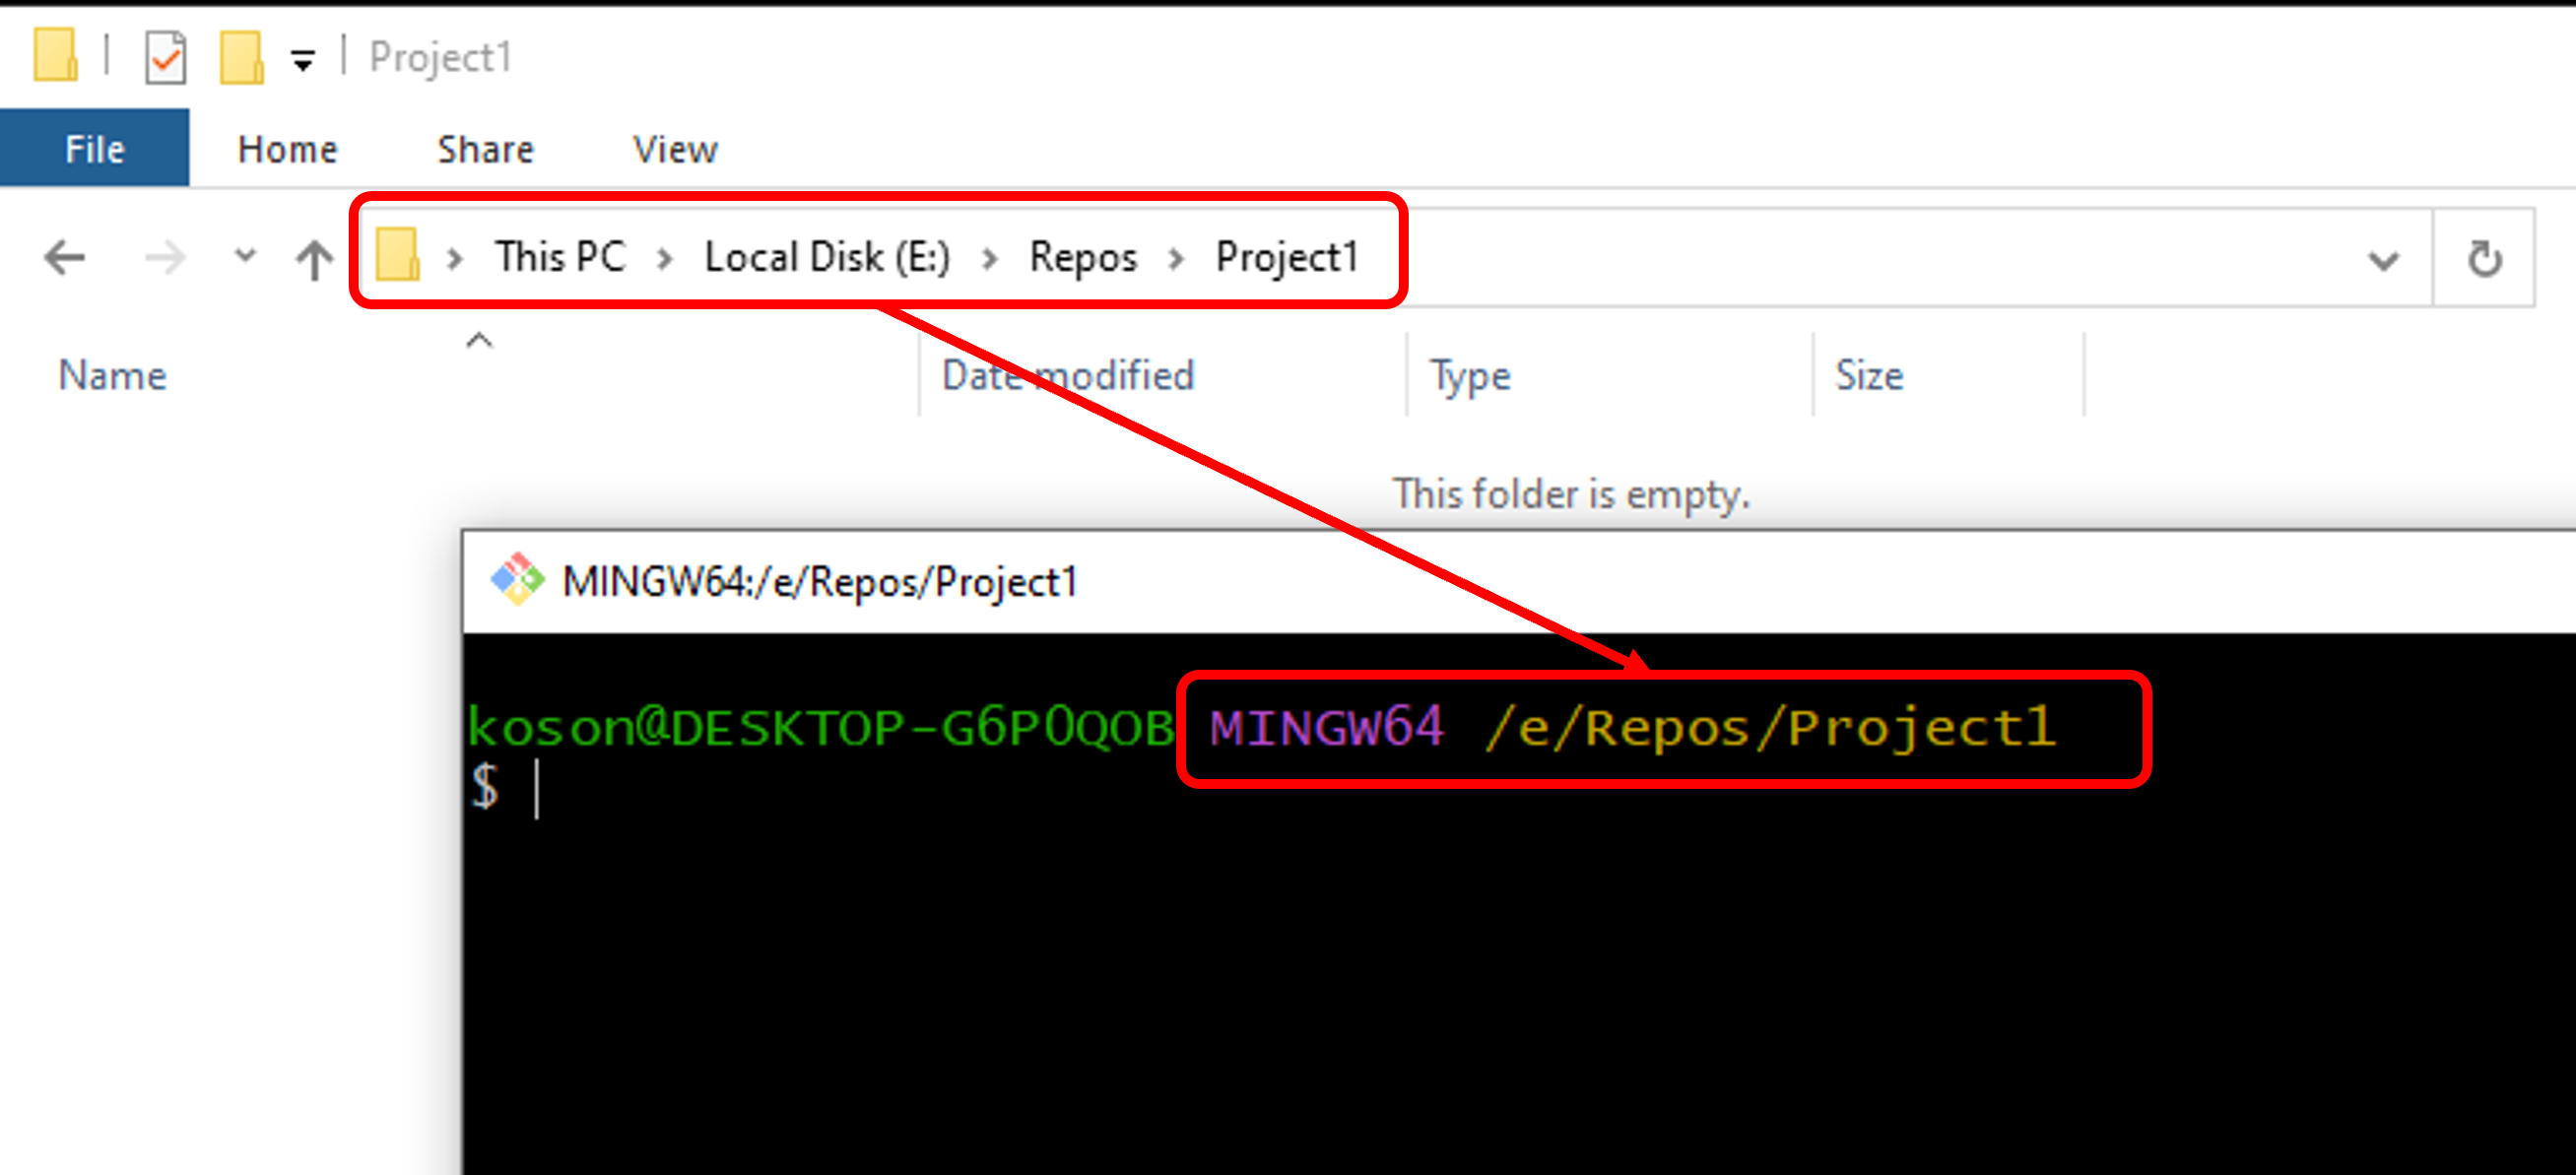 Project1
File Home Share View
This PC Local Disk (E:) Repos Project1
Name Date modified Type Size
This folder is empty.
MINGW64:/e/Repos/Project1
koson@DESKTOP-G6P0QOB MINGW64 /e/Repos/Project1
$